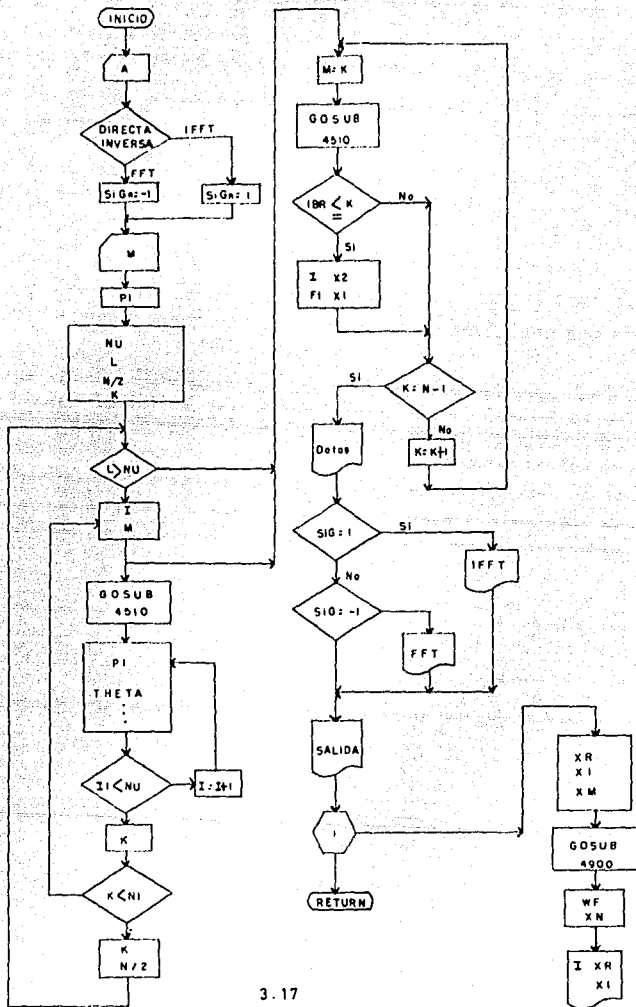 INICIO
A
DIRECTA
INVERSA
IFFT
FFT
SiGn:-1
SiGn: 1
M
PI
NU
L
N/2
K
L>NU
I
M
GOSUB
4510
PI
THETA
I1<NU
I:I+1
K
K<N1
K
N/2
M:K
GOSUB
4510
IBR ≤ K
No
Si
I X2
F1 X1
K:N-1
Si
No
K:K+1
Datos
SIG:1
Si
IFFT
No
SIG:-1
FFT
SALIDA
I
RETURN
XR
XI
XM
GOSUB
4900
WF
XN
I XR
XI
3.17